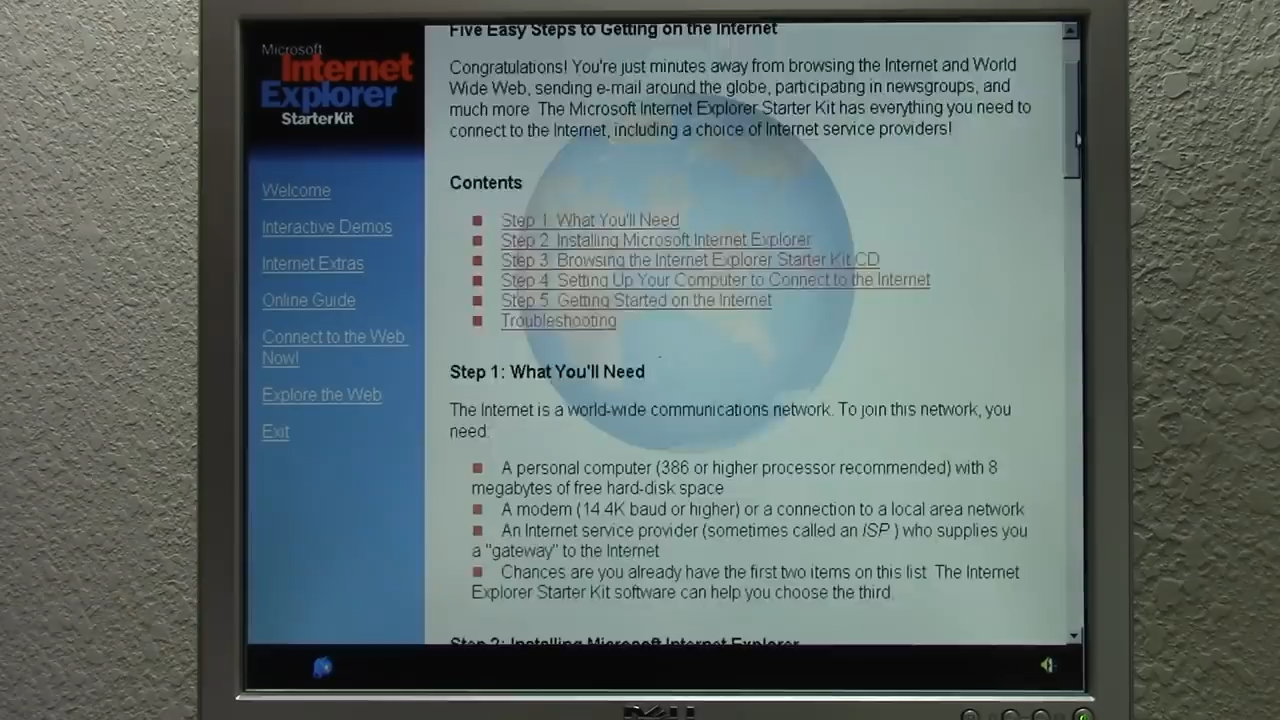 Microsoft
Internet
Explorer
StarterKit
Welcome
Interactive Demos
Internet Extras
Online Guide
Connect to the Web
Now!
Explore the Web
Exit
Five Easy Steps to Getting on the Internet
Congratulations! You're just minutes away from browsing the Internet and World
Wide Web, sending e-mail around the globe, participating in newsgroups, and
much more. The Microsoft Internet Explorer Starter Kit has everything you need to
connect to the Internet, including a choice of Internet service providers!
Contents
Step 1: What You'll Need
Step 2: Installing Microsoft Internet Explorer
Step 3: Browsing the Internet Explorer Starter Kit CD
Step 4: Setting Up Your Computer to Connect to the Internet
Step 5: Getting Started on the Internet
Troubleshooting
Step 1: What You'll Need
The Internet is a world-wide communications network. To join this network, you
need:
A personal computer (386 or higher processor recommended) with 8
megabytes of free hard-disk space
A modem (14.4K baud or higher) or a connection to a local area network
An Internet service provider (sometimes called an ISP ) who supplies you
a "gateway" to the Internet
Chances are you already have the first two items on this list. The Internet
Explorer Starter Kit software can help you choose the third.
Step 2: Installing Microsoft Internet Explorer
DELL